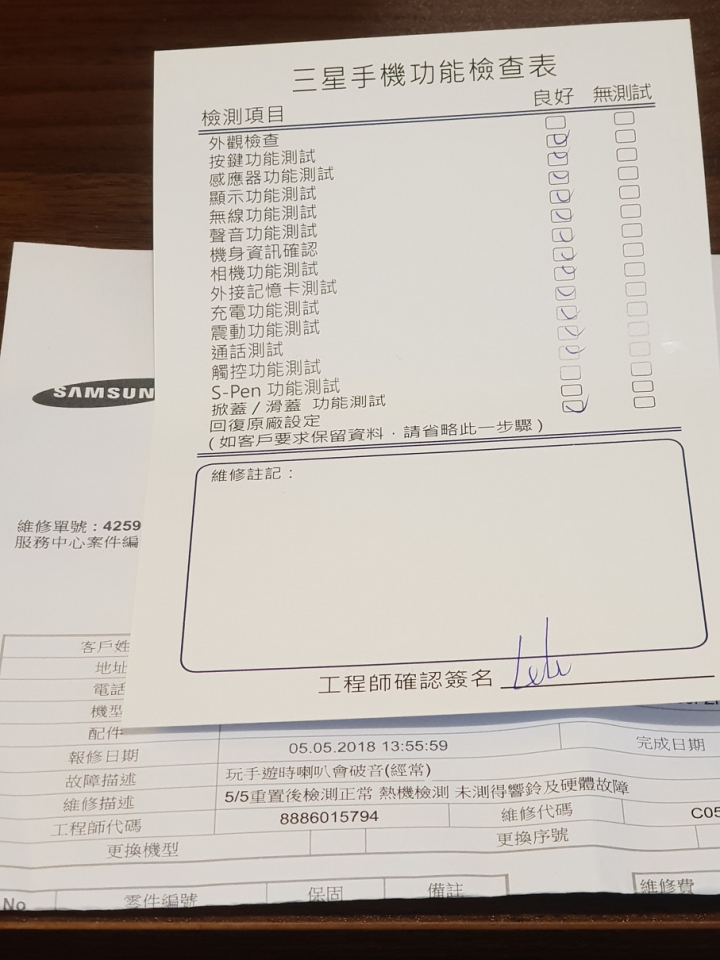 三星手機功能檢查表
檢測項目 良好 無測試
外觀檢查
按鍵功能測試
感應器功能測試
顯示功能測試
無線功能測試
聲音功能測試
機身資訊確認
相機功能測試
外接記憶卡測試
充電功能測試
震動功能測試
通話測試
觸控功能測試
S-Pen 功能測試
掀蓋 / 滑蓋 功能測試
回復原廠設定
(如客戶要求保留資料，請省略此一步驟)
維修註記：
工程師確認簽名
SAMSUN
維修單號：4259
服務中心案件編
客戶姓
地址
電話
機型
配件
報修日期 05.05.2018 13:55:59 完成日期
故障描述 玩手遊時喇叭會破音(經常)
維修描述 5/5重置後檢測正常 熱機檢測 未測得響鈴及硬體故障
工程師代碼 8886015794 維修代碼 C05
更換機型 更換序號
No 零件編號 保固 備註 維修費